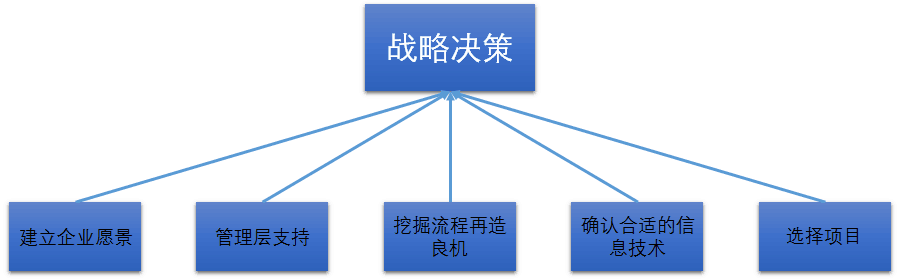 战略决策
建立企业愿景
管理层支持
挖掘流程再造
良机
确认合适的信
息技术
选择项目